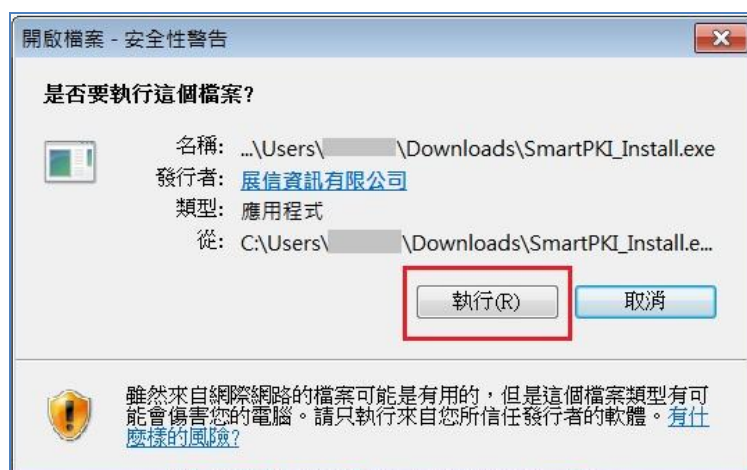 開啟檔案 - 安全性警告
是否要執行這個檔案?
名稱: ...\Users\ \Downloads\SmartPKI_Install.exe
發行者: 展信資訊有限公司
類型: 應用程式
從: C:\Users\ \Downloads\SmartPKI_Install.e...
執行(R) 取消
雖然來自網際網路的檔案可能是有用的，但是這個檔案類型有可
能會傷害您的電腦。請只執行來自您所信任發行者的軟體。有什
麼樣的風險?